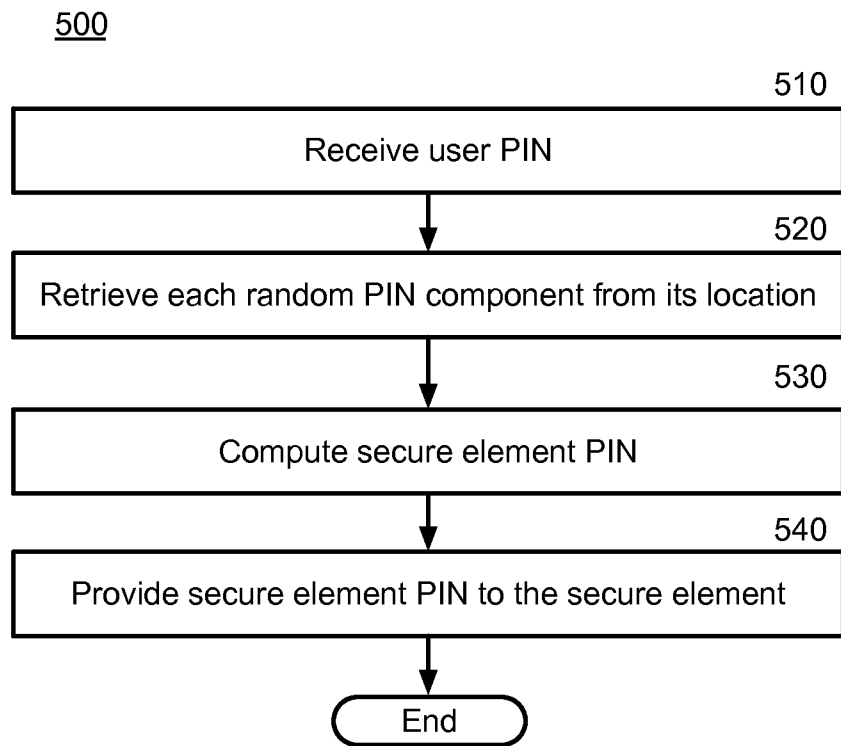 500
510
Receive user PIN
520
Retrieve each random PIN component from its location
530
Compute secure element PIN
540
Provide secure element PIN to the secure element
End